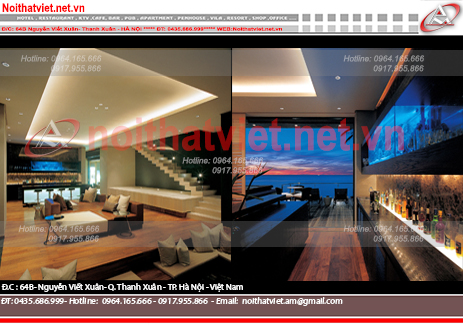 Noithatviet.net.vn
HOTEL . RESTAURANT . KTV.CAFE.BAR . PUB . APARTMENT . PENHOUSE . VILA . RESORT . SHOP.OFFICE ...
Đ/C: 64B Nguyễn Viết Xuân- Thanh Xuân - HÀ NỘI ***** ĐT: 0435.686.999***** WEB:Noithatviet.net.vn
Hotline: 0964.165.666
0917.955.866
Hotline: 0964.165.666
0917.955.866
noithatviet.net.vn
Hotline: 0964.165.666
0917.955.866
Hotline: 0964.165.666
0917.955.866
Hotline: 0964.165.666
0917.955.866
Đ.C : 64B- Nguyễn Viết Xuân- Q. Thanh Xuân - TP. Hà Nội - Việt Nam
ĐT: 0435.686.999- Hotline: 0964.165.666 - 0917.955.866 - Email: noithatviet.am@gmail.com